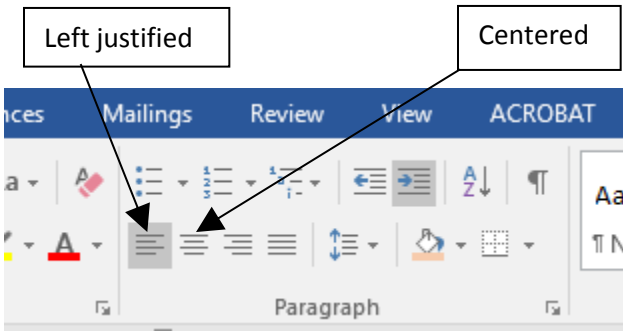 Left justified
Centered
nces Mailings Review View ACROBAT
a
A
Aa
¶ N
Paragraph